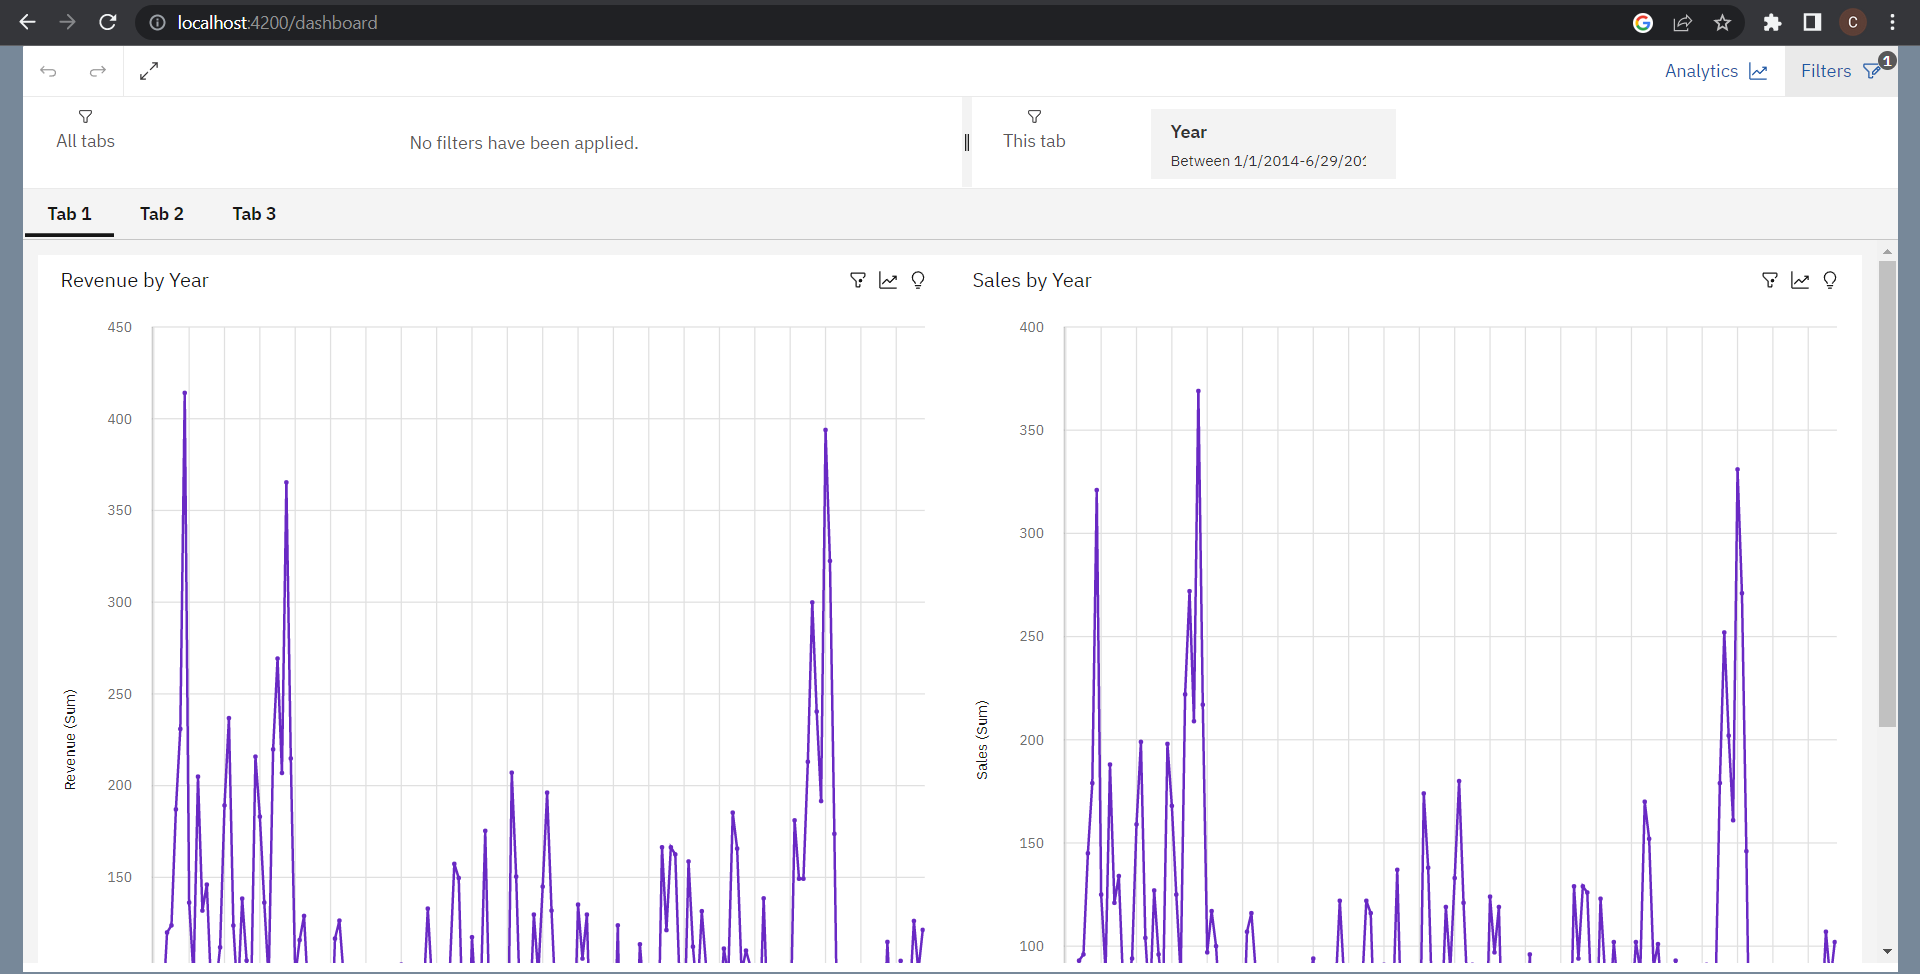 localhost:4200/dashboard
C
Analytics
Filters
1
All tabs
No filters have been applied.
This tab
Year
Between 1/1/2014-6/29/201
Tab 1
Tab 2
Tab 3
Revenue by Year
450
400
350
300
250
200
150
Revenue (Sum)
Sales by Year
400
350
300
250
200
150
100
Sales (Sum)